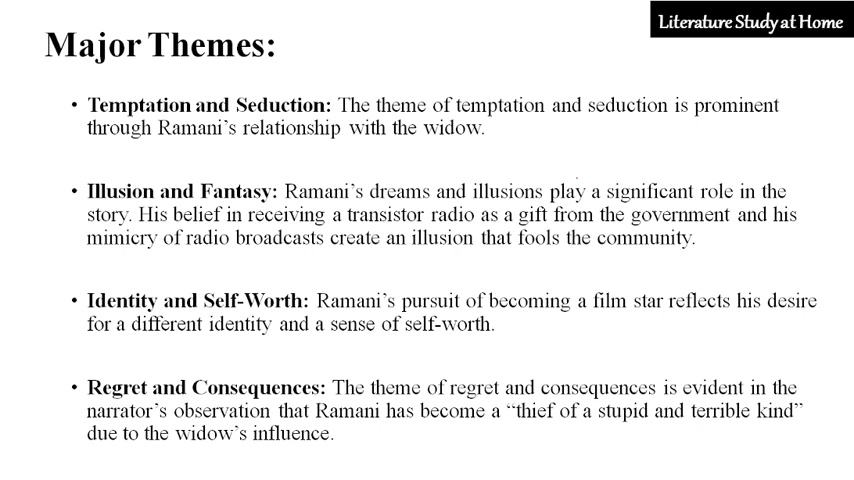 Literature Study at Home
Major Themes:
• Temptation and Seduction: The theme of temptation and seduction is prominent
through Ramani’s relationship with the widow.
• Illusion and Fantasy: Ramani’s dreams and illusions play a significant role in the
story. His belief in receiving a transistor radio as a gift from the government and his
mimicry of radio broadcasts create an illusion that fools the community.
• Identity and Self-Worth: Ramani’s pursuit of becoming a film star reflects his desire
for a different identity and a sense of self-worth.
• Regret and Consequences: The theme of regret and consequences is evident in the
narrator’s observation that Ramani has become a “thief of a stupid and terrible kind”
due to the widow’s influence.